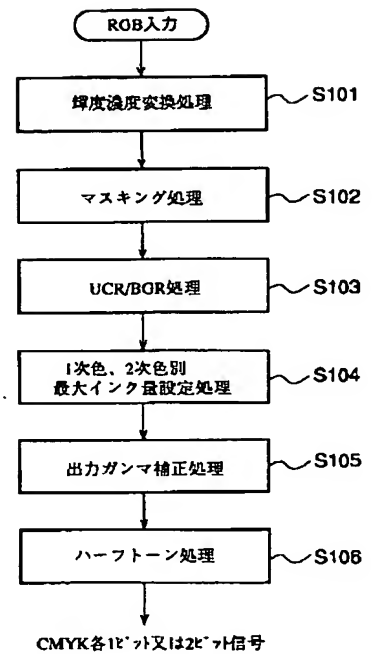 RGB入力
輝度濃度変換処理
S101
マスキング処理
S102
UCR/BGR処理
S103
1次色、2次色別
最大インク量設定処理
S104
出力ガンマ補正処理
S105
ハーフトーン処理
S106
CMYK各1ビット又は2ビット信号